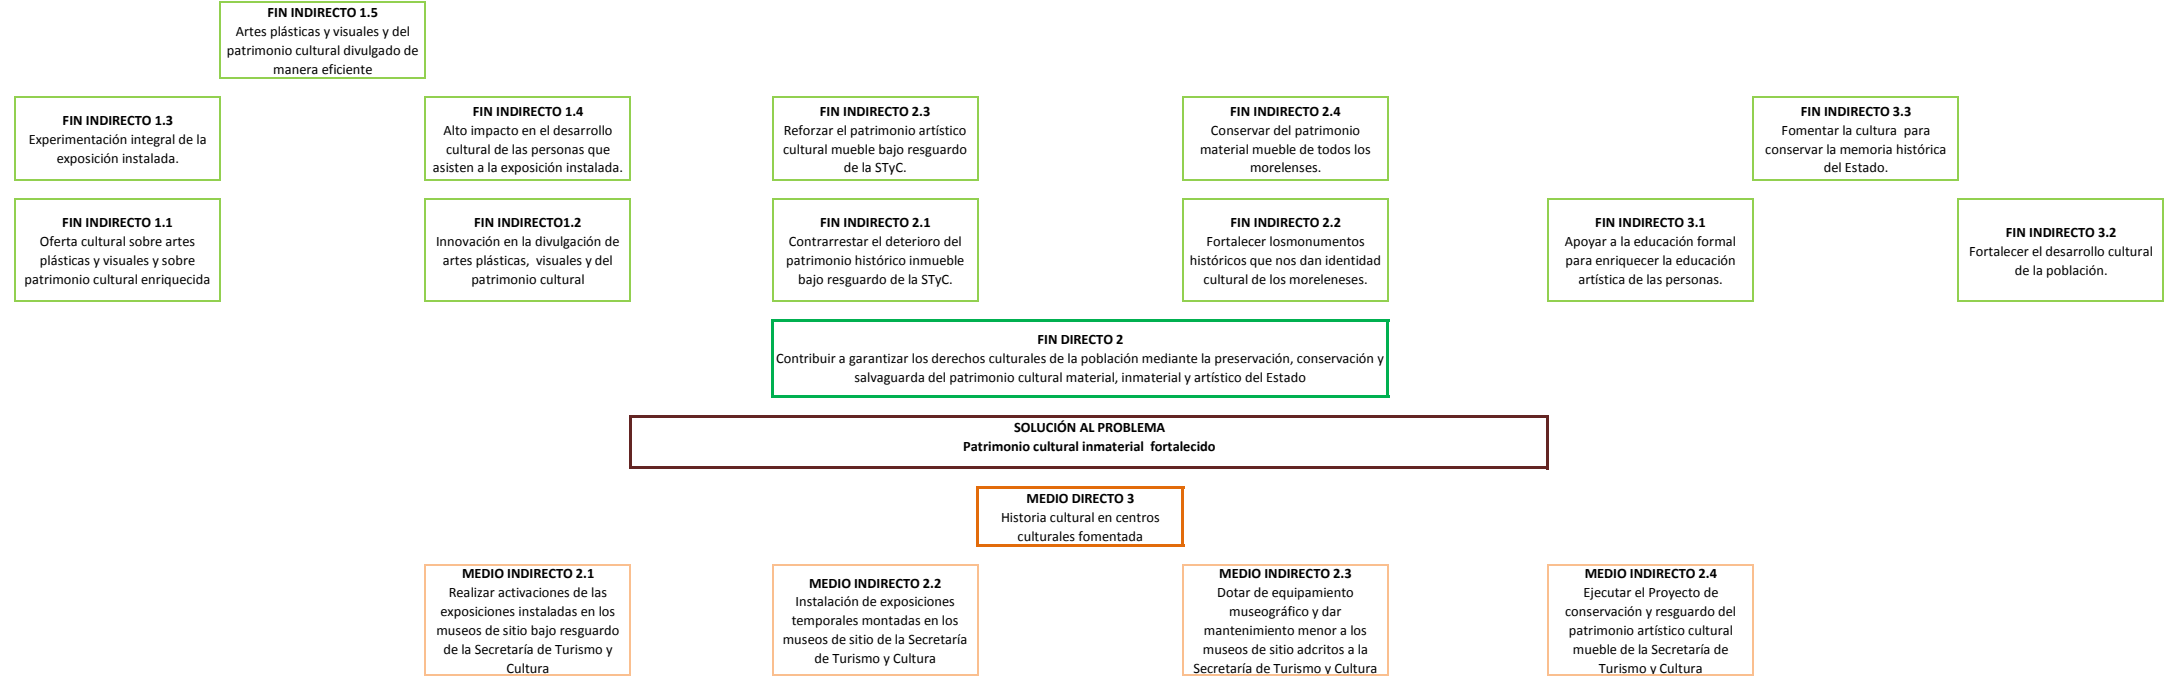 FIN INDIRECTO 1.5
Artes plásticas y visuales y del
patrimonio cultural divulgado de
manera eficiente
FIN INDIRECTO 1.3
Experimentación integral de la
exposición instalada.
FIN INDIRECTO 1.4
Alto impacto en el desarrollo
cultural de las personas que
asisten a la exposición instalada.
FIN INDIRECTO 2.3
Reforzar el patrimonio artístico
cultural mueble bajo resguardo
de la STyC.
FIN INDIRECTO 2.4
Conservar del patrimonio
material mueble de todos los
morelenses.
FIN INDIRECTO 3.3
Fomentar la cultura  para
conservar la memoria histórica
del Estado.
FIN INDIRECTO 1.1
Oferta cultural sobre artes
plásticas y visuales y sobre
patrimonio cultural enriquecida
FIN INDIRECTO1.2
Innovación en la divulgación de
artes plásticas,  visuales y del
patrimonio cultural
FIN INDIRECTO 2.1
Contrarrestar el deterioro del
patrimonio histórico inmueble
bajo resguardo de la STyC.
FIN INDIRECTO 2.2
Fortalecer losmonumentos
históricos que nos dan identidad
cultural de los moreleneses.
FIN INDIRECTO 3.1
Apoyar a la educación formal
para enriquecer la educación
artística de las personas.
FIN INDIRECTO 3.2
Fortalecer el desarrollo cultural
de la población.
FIN DIRECTO 2
Contribuir a garantizar los derechos culturales de la población mediante la preservación, conservación y
salvaguarda del patrimonio cultural material, inmaterial y artístico del Estado
SOLUCIÓN AL PROBLEMA
Patrimonio cultural inmaterial  fortalecido
MEDIO DIRECTO 3
Historia cultural en centros
culturales fomentada
MEDIO INDIRECTO 2.1
Realizar activaciones de las
exposiciones instaladas en los
museos de sitio bajo resguardo
de la Secretaría de Turismo y
Cultura
MEDIO INDIRECTO 2.2
Instalación de exposiciones
temporales montadas en los
museos de sitio de la Secretaría
de Turismo y Cultura
MEDIO INDIRECTO 2.3
Dotar de equipamiento
museográfico y dar
mantenimiento menor a los
museos de sitio adcritos a la
Secretaría de Turismo y Cultura
MEDIO INDIRECTO 2.4
Ejecutar el Proyecto de
conservación y resguardo del
patrimonio artístico cultural
mueble de la Secretaría de
Turismo y Cultura